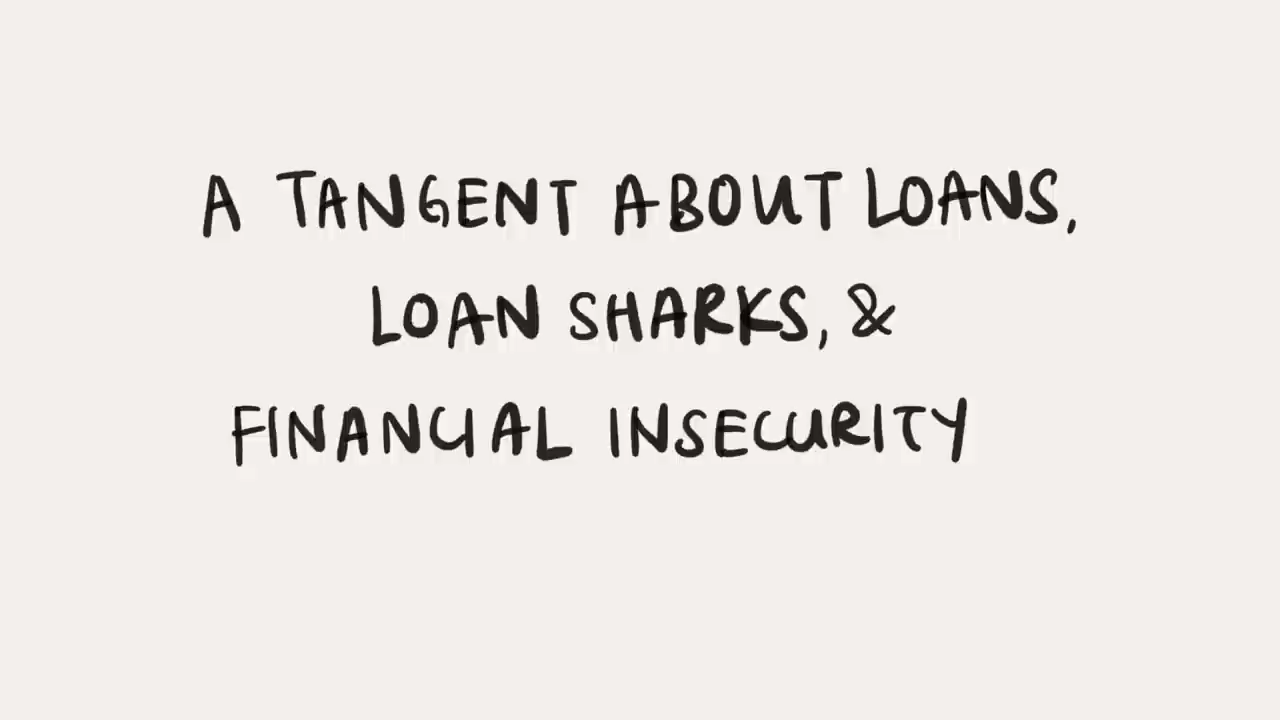 A TANGENT ABOUT LOANS,
LOAN SHARKS, &
FINANCIAL INSECURITY